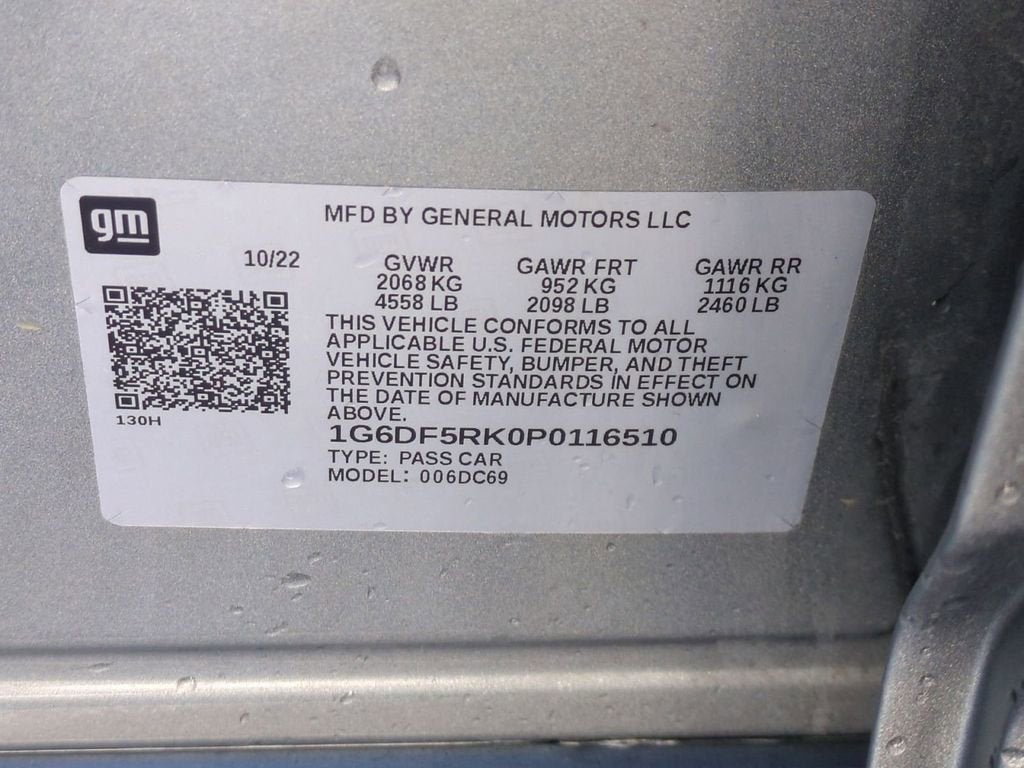 gm
MFD BY GENERAL MOTORS LLC
10/22
GVWR GAWR FRT GAWR RR
2068 KG 952 KG 1116 KG
4558 LB 2098 LB 2460 LB
THIS VEHICLE CONFORMS TO ALL
APPLICABLE U.S. FEDERAL MOTOR
VEHICLE SAFETY, BUMPER, AND THEFT
PREVENTION STANDARDS IN EFFECT ON
THE DATE OF MANUFACTURE SHOWN
ABOVE.
130H
1G6DF5RK0P0116510
TYPE: PASS CAR
MODEL: 006DC69